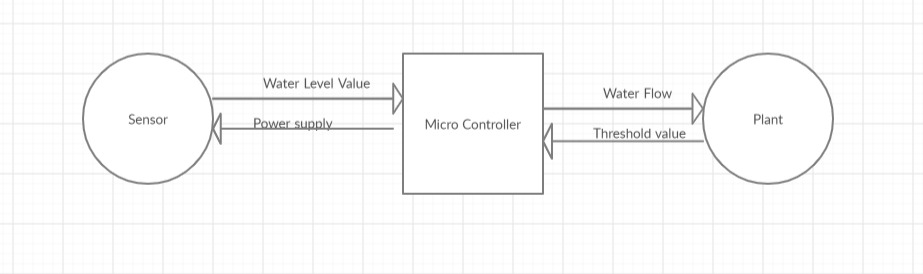 Sensor
Water Level Value
Power supply
Micro Controller
Water Flow
Threshold value
Plant